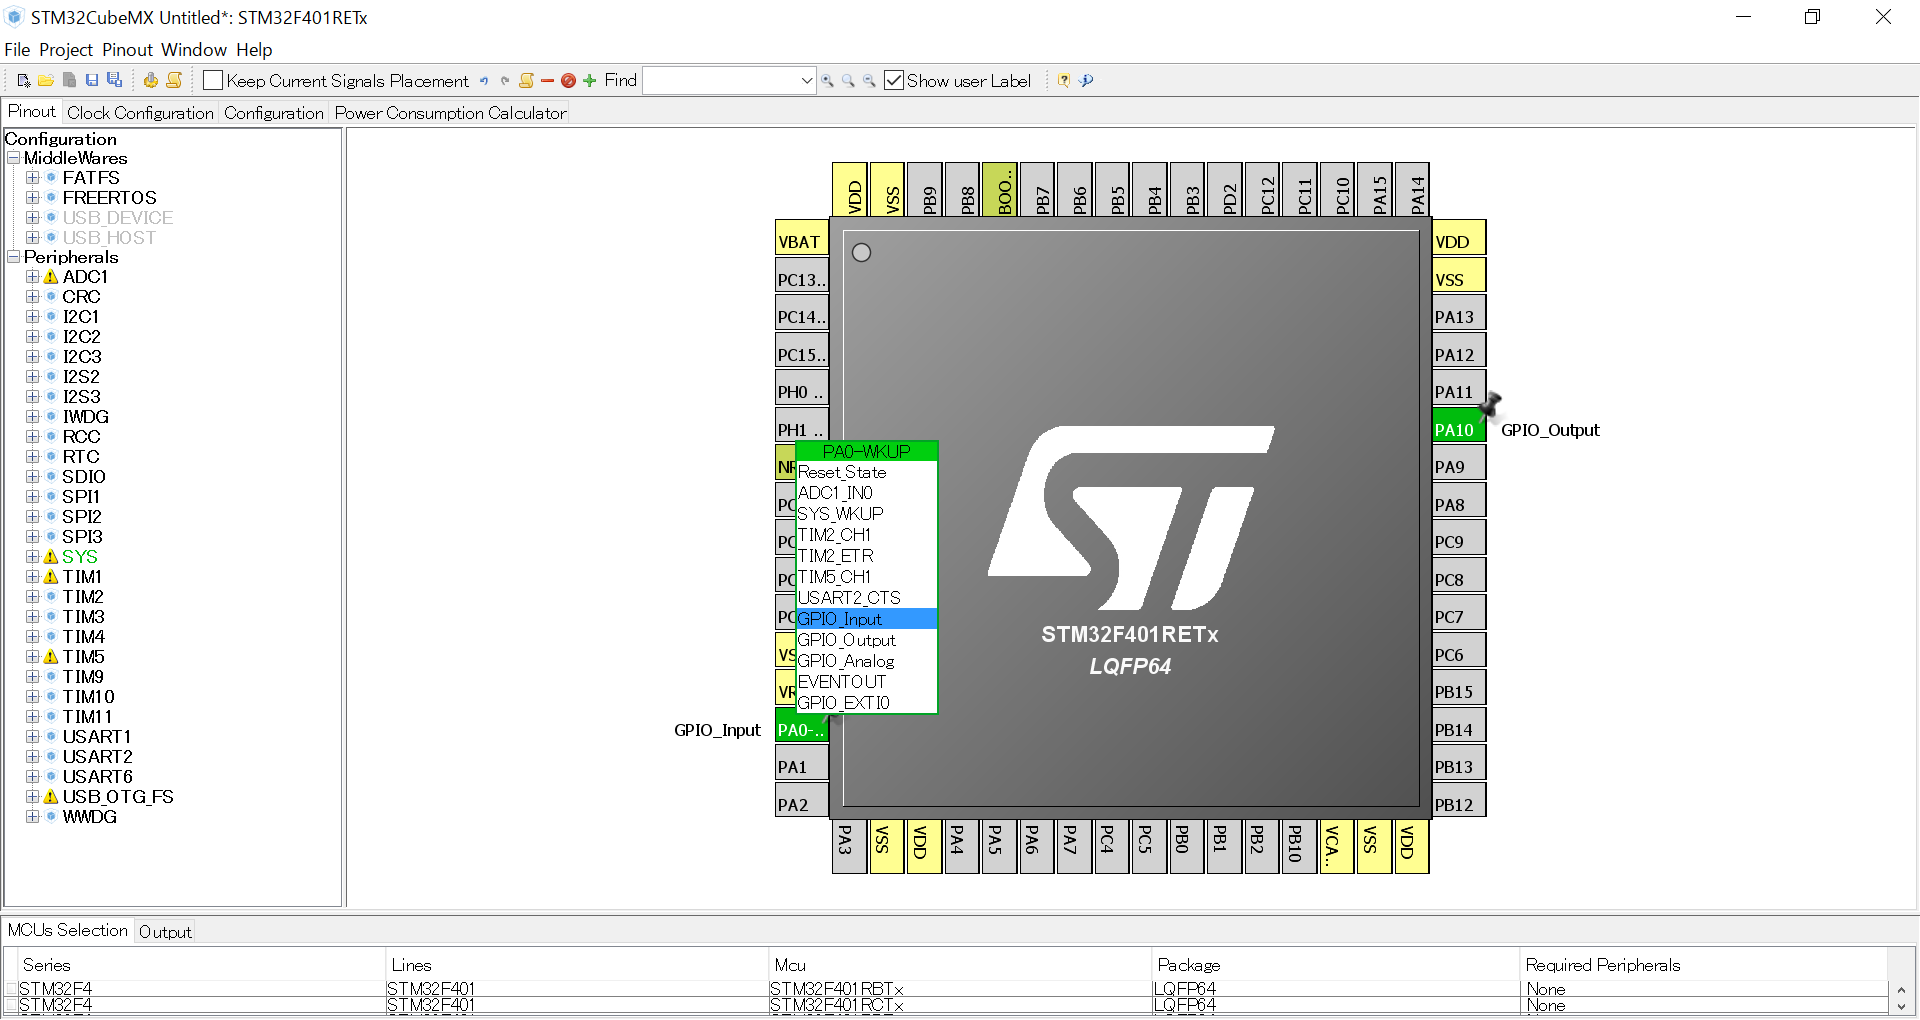 STM32CubeMX Untitled*: STM32F401RETx
File Project Pinout Window Help
Keep Current Signals Placement Find Show user Label
Pinout Clock Configuration Configuration Power Consumption Calculator
Configuration
MiddleWares
FATFS
FREERTOS
USB_DEVICE
USB_HOST
Peripherals
ADC1
CRC
I2C1
I2C2
I2C3
I2S2
I2S3
IWDG
RCC
RTC
SDIO
SPI1
SPI2
SPI3
SYS
TIM1
TIM2
TIM3
TIM4
TIM5
TIM9
TIM10
TIM11
USART1
USART2
USART6
USB_OTG_FS
WWDG
VDD VSS PB9 PB8 BOO.. PB7 PB6 PB5 PB4 PB3 PD2 PC12 PC11 PC10 PA15 PA14
VBAT
PC13..
PC14..
PC15..
PH0 ..
PH1 ..
NR
PC
PC
PC
PC
VS
VR
GPIO_Input PA0-..
PA1
PA2
PA0-WKUP
Reset_State
ADC1_IN0
SYS_WKUP
TIM2_CH1
TIM2_ETR
TIM5_CH1
USART2_CTS
GPIO_Input
GPIO_Output
GPIO_Analog
EVENTOUT
GPIO_EXTI0
ST
STM32F401RETx
LQFP64
VDD
VSS
PA13
PA12
PA11
PA10 GPIO_Output
PA9
PA8
PC9
PC8
PC7
PC6
PB15
PB14
PB13
PB12
PA3 VSS VDD PA4 PA5 PA6 PA7 PC4 PC5 PB0 PB1 PB2 PB10 VCA.. VSS VDD
MCUs Selection Output
Series Lines Mcu Package Required Peripherals
STM32F4 STM32F401 STM32F401RBTx LQFP64 None
STM32F4 STM32F401 STM32F401RCTx LQFP64 None